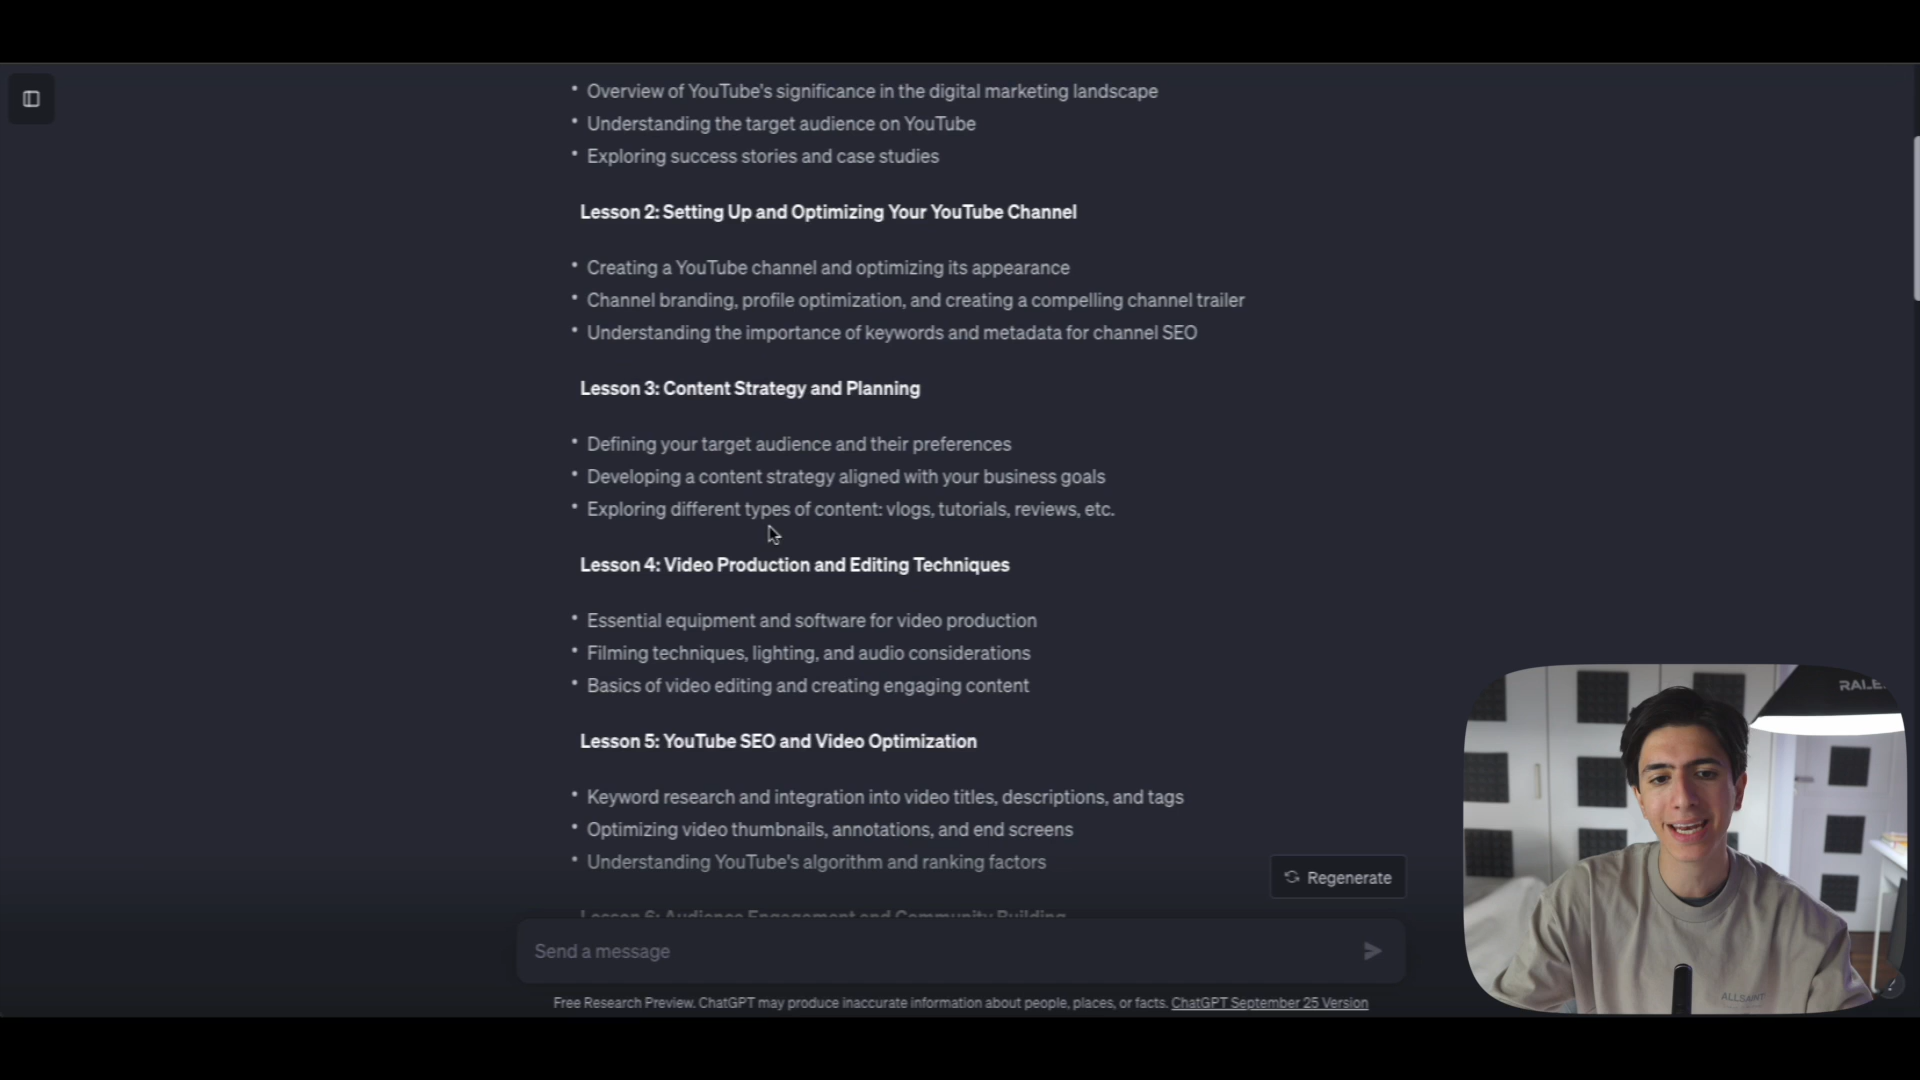 • Overview of YouTube's significance in the digital marketing landscape
• Understanding the target audience on YouTube
• Exploring success stories and case studies
Lesson 2: Setting Up and Optimizing Your YouTube Channel
• Creating a YouTube channel and optimizing its appearance
• Channel branding, profile optimization, and creating a compelling channel trailer
• Understanding the importance of keywords and metadata for channel SEO
Lesson 3: Content Strategy and Planning
• Defining your target audience and their preferences
• Developing a content strategy aligned with your business goals
• Exploring different types of content: vlogs, tutorials, reviews, etc.
Lesson 4: Video Production and Editing Techniques
• Essential equipment and software for video production
• Filming techniques, lighting, and audio considerations
• Basics of video editing and creating engaging content
Lesson 5: YouTube SEO and Video Optimization
• Keyword research and integration into video titles, descriptions, and tags
• Optimizing video thumbnails, annotations, and end screens
• Understanding YouTube's algorithm and ranking factors
Regenerate
Lesson 6: Audience Engagement and Community Building
Send a message
Free Research Preview. ChatGPT may produce inaccurate information about people, places, or facts. ChatGPT September 25 Version
ALLSAINTS